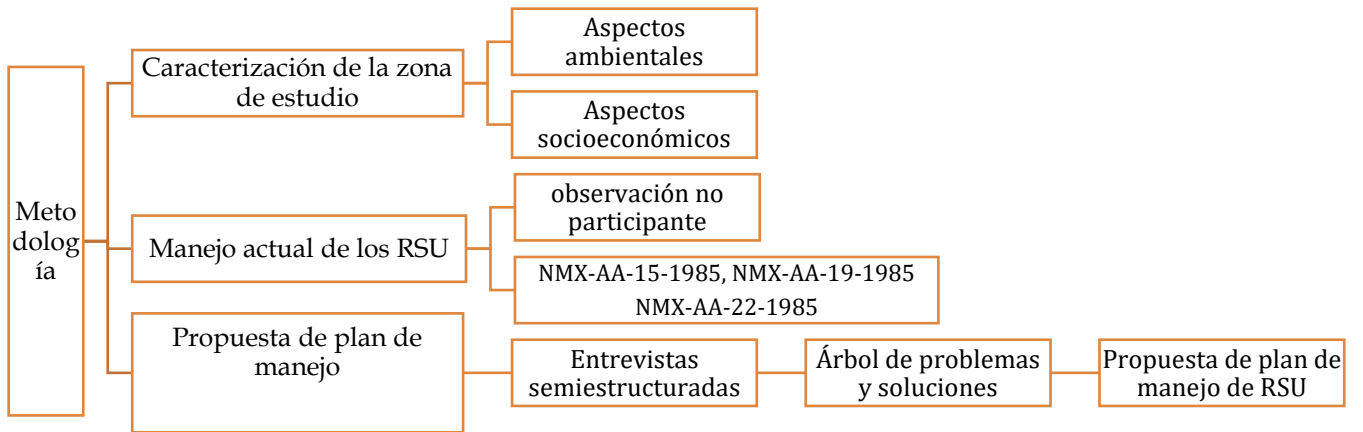 Meto
dolog
ía
Caracterización de la zona
de estudio
Aspectos
ambientales
Aspectos
socioeconómicos
Manejo actual de los RSU
observación no
participante
NMX-AA-15-1985, NMX-AA-19-1985
NMX-AA-22-1985
Propuesta de plan de
manejo
Entrevistas
semiestructuradas
Árbol de problemas
y soluciones
Propuesta de plan de
manejo de RSU